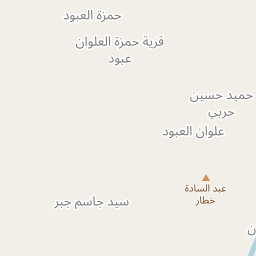 حمزة العبود
قرية حمزة العلوان
عبود
حميد حسين
حربي
علوان العبود
عبد السادة
خطار
سيد جاسم جبر